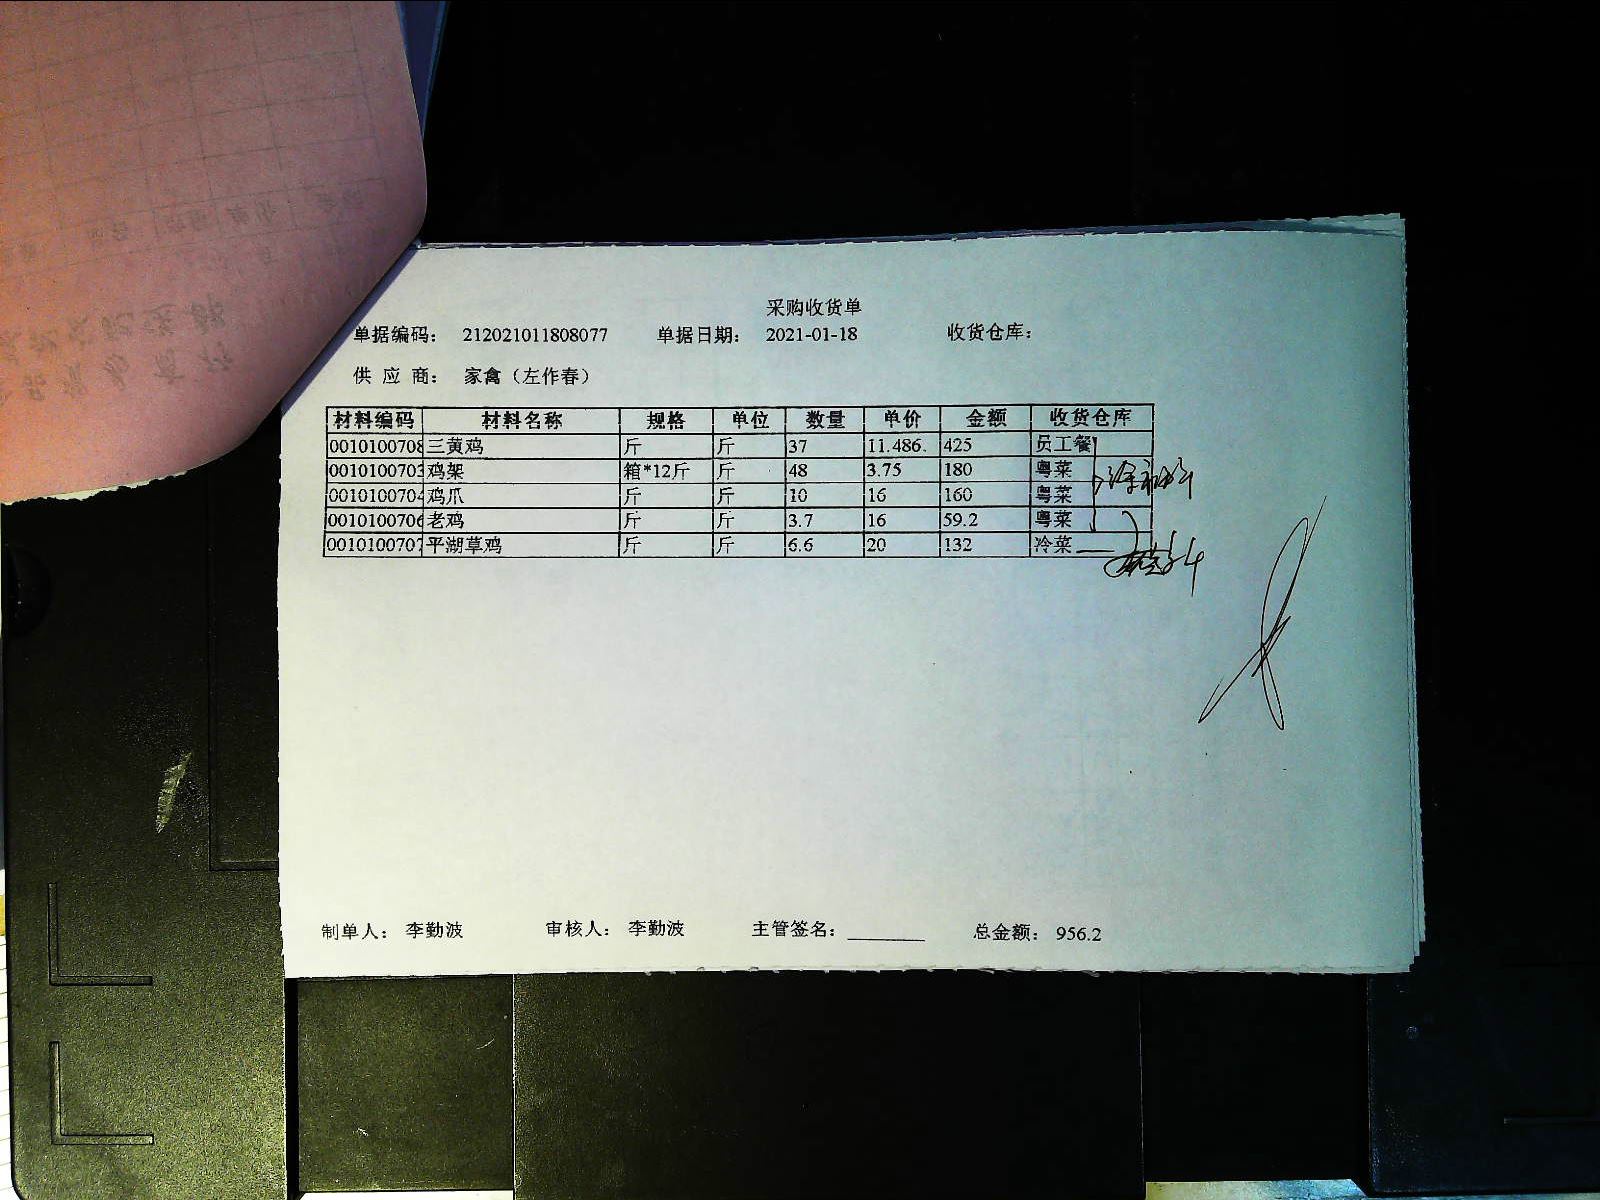 采购收货单
单据编码： 212021011808077 单据日期： 2021-01-18 收货仓库：
供 应 商： 家禽（左作春）
材料编码 材料名称 规格 单位 数量 单价 金额 收货仓库
0010100708 三黄鸡 斤 斤 37 11.486. 425 员工餐
0010100703 鸡架 箱*12斤 斤 48 3.75 180 粤菜
0010100704 鸡爪 斤 斤 10 16 160 粤菜
0010100706 老鸡 斤 斤 3.7 16 59.2 粤菜
0010100707 平湖草鸡 斤 斤 6.6 20 132 冷菜
制单人： 李勤波 审核人： 李勤波 主管签名： ________ 总金额： 956.2